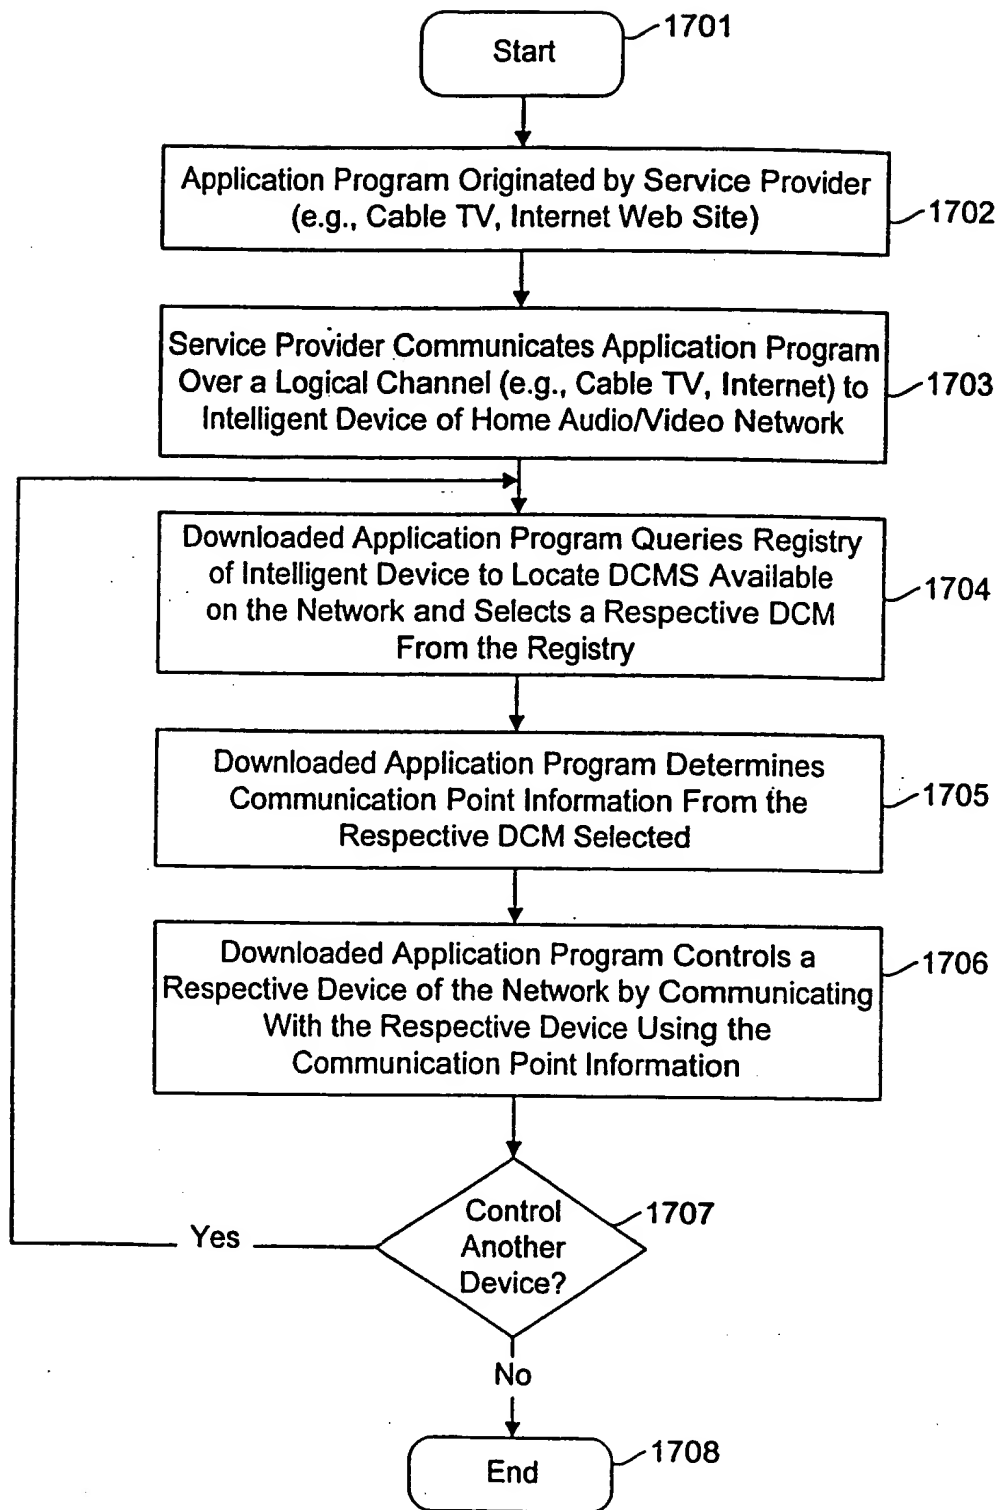 Start
1701
Application Program Originated by Service Provider
(e.g., Cable TV, Internet Web Site)
1702
Service Provider Communicates Application Program
Over a Logical Channel (e.g., Cable TV, Internet) to
Intelligent Device of Home Audio/Video Network
1703
Downloaded Application Program Queries Registry
of Intelligent Device to Locate DCMS Available
on the Network and Selects a Respective DCM
From the Registry
1704
Downloaded Application Program Determines
Communication Point Information From the
Respective DCM Selected
1705
Downloaded Application Program Controls a
Respective Device of the Network by Communicating
With the Respective Device Using the
Communication Point Information
1706
Control
Another
Device?
1707
Yes
No
End
1708